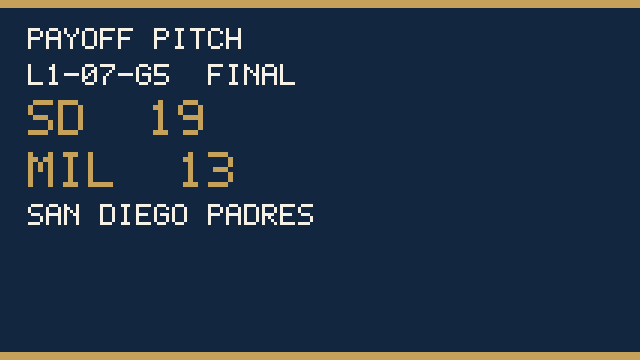 PAYOFF PITCH
L1-07-G5  FINAL
SD  19
MIL  13
SAN DIEGO PADRES